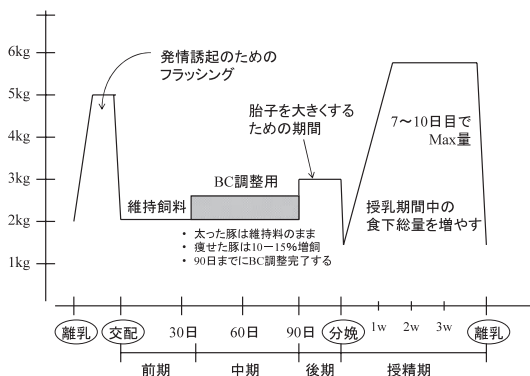 6kg
5kg
4kg
3kg
2kg
1kg
発情誘起のための
フラッシング
胎子を大きくする
ための期間
7～10日目で
Max量
BC調整用
維持飼料
授乳期間中の
食下総量を増やす
• 太った豚は維持料のまま
• 痩せた豚は10－15%増飼
• 90日までにBC調整完了する
離乳 交配 30日 60日 90日 分娩 1w 2w 3w 離乳
前期 中期 後期 授精期